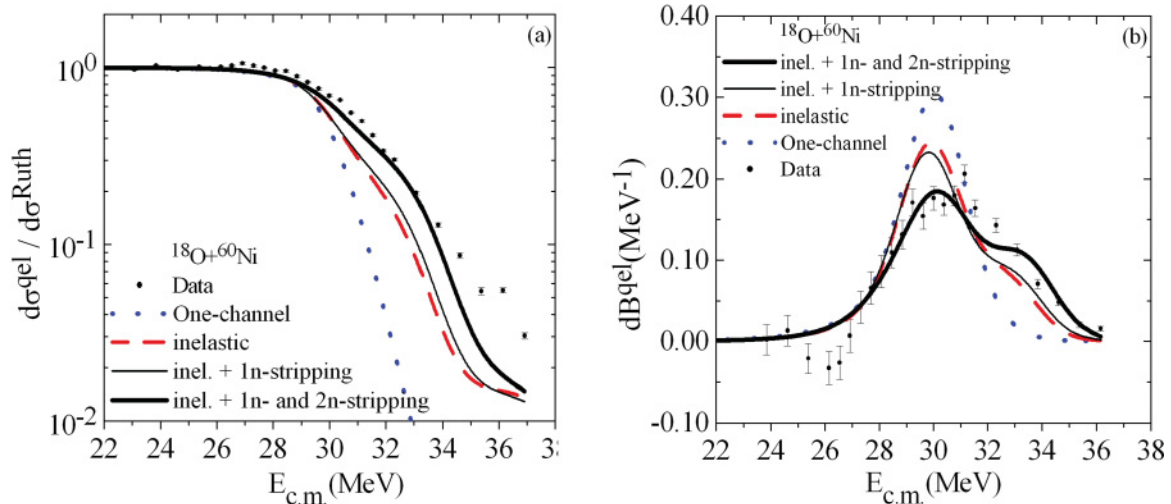 (a)
10⁰
10⁻¹
10⁻²
dσ^qel / dσ^Ruth
¹⁸O+⁶⁰Ni
Data
One-channel
inelastic
inel. + 1n-stripping
inel. + 1n- and 2n-stripping
22 24 26 28 30 32 34 36 38
E_c.m.(MeV)
(b)
0.40
0.30
0.20
0.10
0.00
-0.10
dB^qel(MeV⁻¹)
¹⁸O+⁶⁰Ni
inel. + 1n- and 2n-stripping
inel. + 1n-stripping
inelastic
One-channel
Data
22 24 26 28 30 32 34 36 38
E_c.m.(MeV)